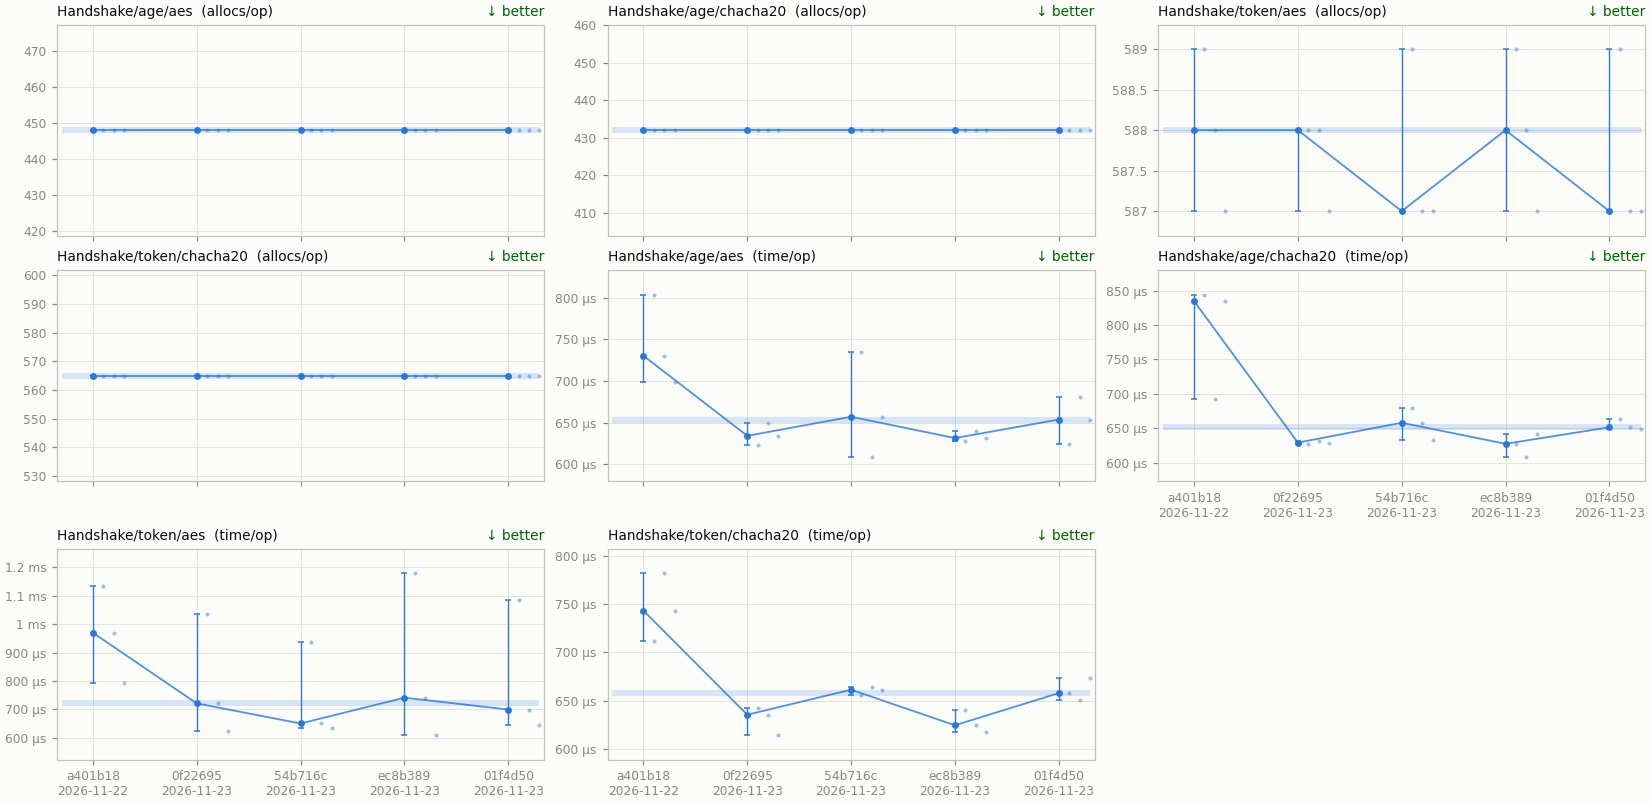 Handshake/age/aes (allocs/op) ↓ better
470
460
450
440
430
420
Handshake/age/chacha20 (allocs/op) ↓ better
460
450
440
430
420
410
Handshake/token/aes (allocs/op) ↓ better
589
588.5
588
587.5
587
Handshake/token/chacha20 (allocs/op) ↓ better
600
590
580
570
560
550
540
530
Handshake/age/aes (time/op) ↓ better
800 µs
750 µs
700 µs
650 µs
600 µs
Handshake/age/chacha20 (time/op) ↓ better
850 µs
800 µs
750 µs
700 µs
650 µs
600 µs
a401b18 0f22695 54b716c ec8b389 01f4d50
2026-11-22 2026-11-23 2026-11-23 2026-11-23 2026-11-23
Handshake/token/aes (time/op) ↓ better
1.2 ms
1.1 ms
1 ms
900 µs
800 µs
700 µs
600 µs
a401b18 0f22695 54b716c ec8b389 01f4d50
2026-11-22 2026-11-23 2026-11-23 2026-11-23 2026-11-23
Handshake/token/chacha20 (time/op) ↓ better
800 µs
750 µs
700 µs
650 µs
600 µs
a401b18 0f22695 54b716c ec8b389 01f4d50
2026-11-22 2026-11-23 2026-11-23 2026-11-23 2026-11-23